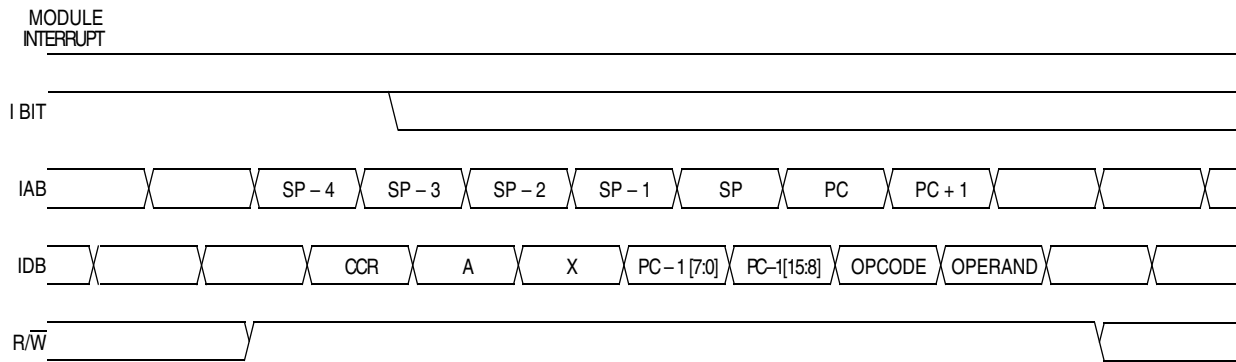 MODULE
INTERRUPT
I BIT
IAB SP – 4 SP – 3 SP – 2 SP – 1 SP PC PC + 1
IDB CCR A X PC – 1 [7:0] PC–1[15:8] OPCODE OPERAND
R/W̅